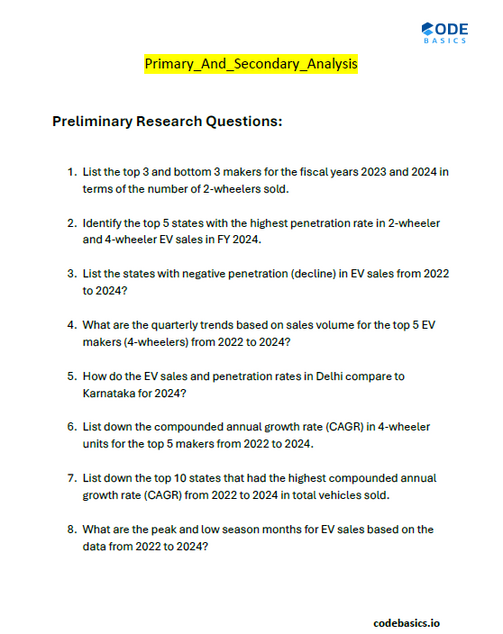 CODE
BASICS
Primary_And_Secondary_Analysis
Preliminary Research Questions:
1. List the top 3 and bottom 3 makers for the fiscal years 2023 and 2024 in
terms of the number of 2-wheelers sold.
2. Identify the top 5 states with the highest penetration rate in 2-wheeler
and 4-wheeler EV sales in FY 2024.
3. List the states with negative penetration (decline) in EV sales from 2022
to 2024?
4. What are the quarterly trends based on sales volume for the top 5 EV
makers (4-wheelers) from 2022 to 2024?
5. How do the EV sales and penetration rates in Delhi compare to
Karnataka for 2024?
6. List down the compounded annual growth rate (CAGR) in 4-wheeler
units for the top 5 makers from 2022 to 2024.
7. List down the top 10 states that had the highest compounded annual
growth rate (CAGR) from 2022 to 2024 in total vehicles sold.
8. What are the peak and low season months for EV sales based on the
data from 2022 to 2024?
codebasics.io